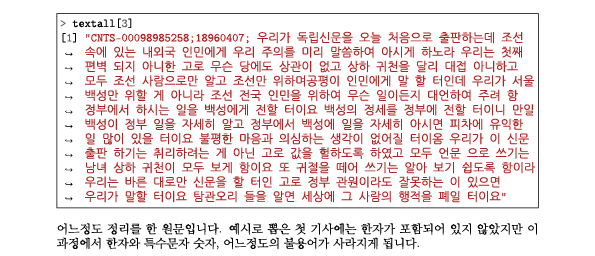 > textall[3]
[1] "CNTS-00098985258;18960407; 우리가 독립신문을 오늘 처음으로 출판하는데 조선
↪ 속에 있는 내외국 인민에게 우리 주의를 미리 말씀하여 아시게 하노라 우리는 첫째
↪ 편벽 되지 아니한 고로 무슨 당에도 상관이 없고 상하 귀천을 달리 대접 아니하고
↪ 모두 조선 사람으로만 알고 조선만 위하며공평이 인민에게 말 할 터인데 우리가 서울
↪ 백성만 위할 게 아니라 조선 전국 인민을 위하여 무슨 일이든지 대언하여 주려 함
↪ 정부에서 하시는 일을 백성에게 전할 터이요 백성의 정세를 정부에 전할 터이니 만일
↪ 백성이 정부 일을 자세히 알고 정부에서 백성에 일을 자세히 아시면 피차에 유익한
↪ 일 많이 있을 터이요 불평한 마음과 의심하는 생각이 없어질 터이옴 우리가 이 신문
↪ 출판 하기는 취리하려는 게 아닌 고로 값을 헐하도록 하였고 모두 언문 으로 쓰기는
↪ 남녀 상하 귀천이 모두 보게 함이요 또 귀절을 떼어 쓰기는 알아 보기 쉽도록 함이라
↪ 우리는 바른 대로만 신문을 할 터인 고로 정부 관원이라도 잘못하는 이 있으면
↪ 우리가 말할 터이요 탐관오리 들을 알면 세상에 그 사람의 행적을 폐일 터이요"
어느정도 정리를 한 원문입니다. 예시로 뽑은 첫 기사에는 한자가 포함되어 있지 않았지만 이
과정에서 한자와 특수문자 숫자, 어느정도의 불용어가 사라지게 됩니다.